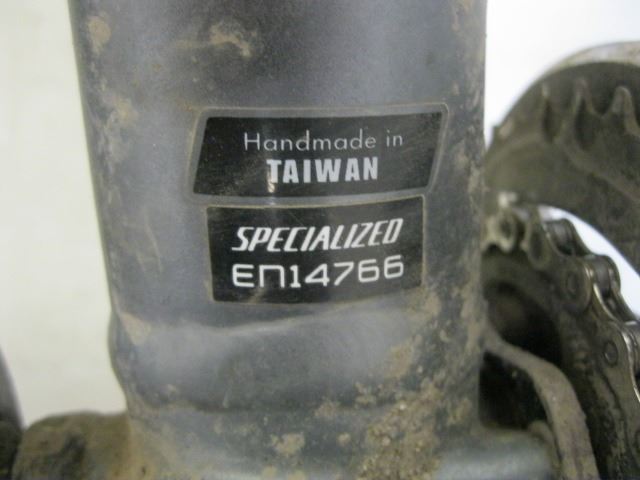 Handmade in
TAIWAN
SPECIALIZED
EN14766